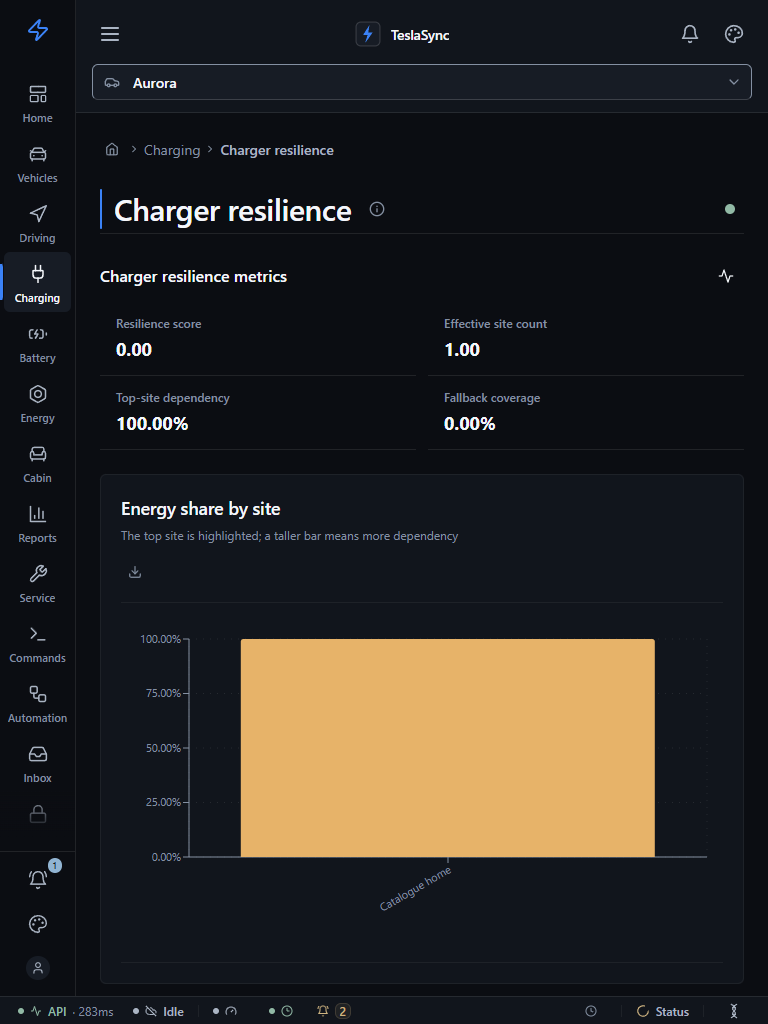 TeslaSync
Aurora
Home
Vehicles
Driving
Charging
Battery
Energy
Cabin
Reports
Service
Commands
Automation
Inbox
1
Charging
Charger resilience
Charger resilience
Charger resilience metrics
Resilience score
0.00
Effective site count
1.00
Top-site dependency
100.00%
Fallback coverage
0.00%
Energy share by site
The top site is highlighted; a taller bar means more dependency
100.00%
75.00%
50.00%
25.00%
0.00%
Catalogue home
API · 283ms
Idle
2
Status